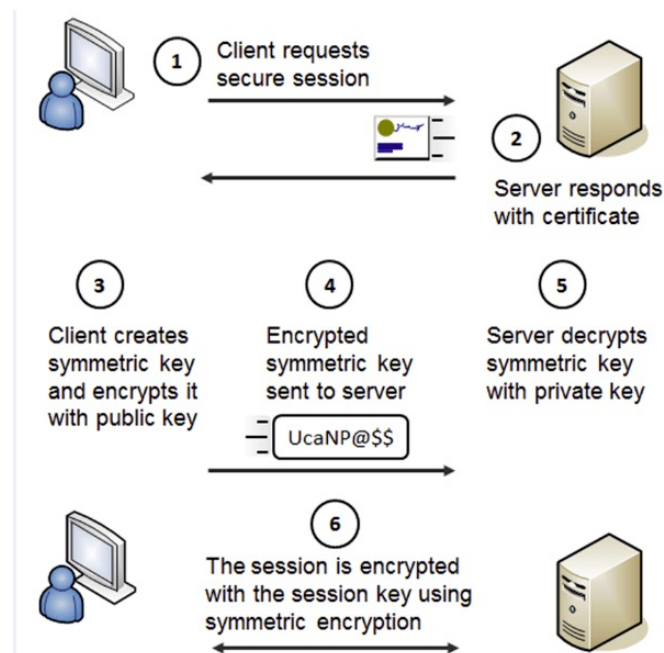 1
Client requests
secure session
2
Server responds
with certificate
3
Client creates
symmetric key
and encrypts it
with public key
4
Encrypted
symmetric key
sent to server
UcaNP@$$
5
Server decrypts
symmetric key
with private key
6
The session is encrypted
with the session key using
symmetric encryption